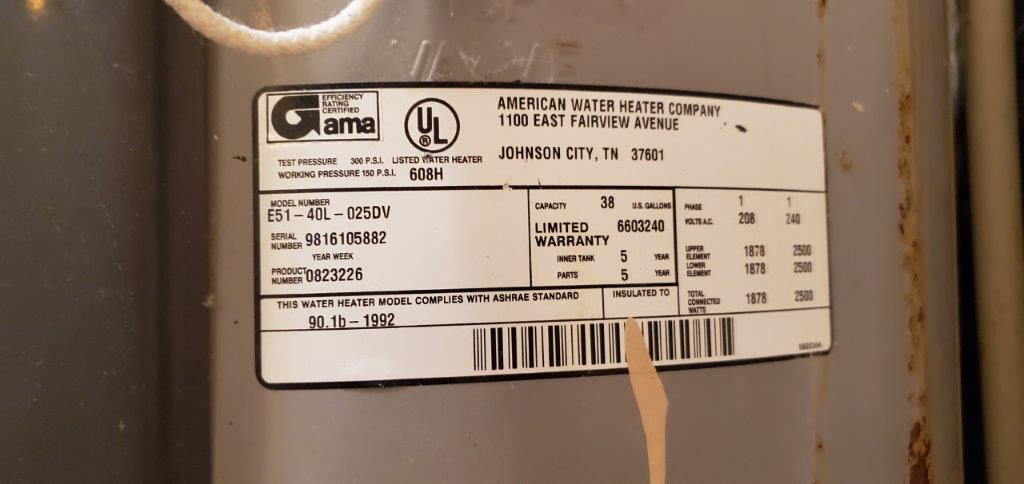 EFFICIENCY
RATING
CERTIFIED
Gama
UL
®
AMERICAN WATER HEATER COMPANY
1100 EAST FAIRVIEW AVENUE
JOHNSON CITY, TN 37601
TEST PRESSURE 300 P.S.I. LISTED WATER HEATER
WORKING PRESSURE 150 P.S.I. 608H
MODEL NUMBER
E51-40L-025DV
SERIAL NUMBER 9816105882
YEAR WEEK
PRODUCT NUMBER 0823226
CAPACITY 38 U.S. GALLONS
LIMITED WARRANTY 6603240
INNER TANK 5 YEAR
PARTS 5 YEAR
PHASE 1 1
VOLTS A.C. 208 240
UPPER ELEMENT 1878 2500
LOWER ELEMENT 1878 2500
TOTAL CONNECTED WATTS 1878 2500
THIS WATER HEATER MODEL COMPLIES WITH ASHRAE STANDARD
90.1b-1992
INSULATED TO